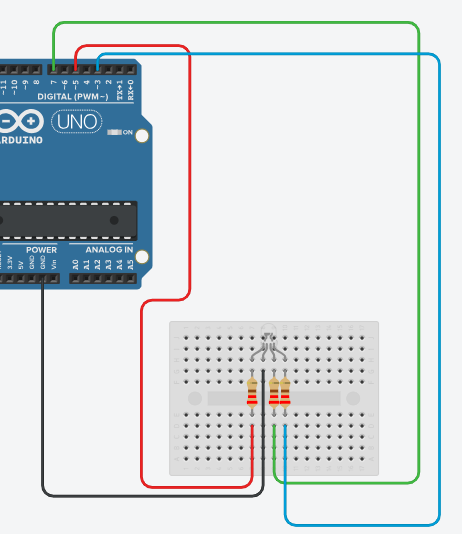 ~11
~10
~9
8
7
~6
~5
4
~3
2
TX→1
RX←0
DIGITAL (PWM~)
UNO
ON
RDUINO
POWER
ANALOG IN
3.3V
5V
GND
GND
Vin
A0
A1
A2
A3
A4
A5